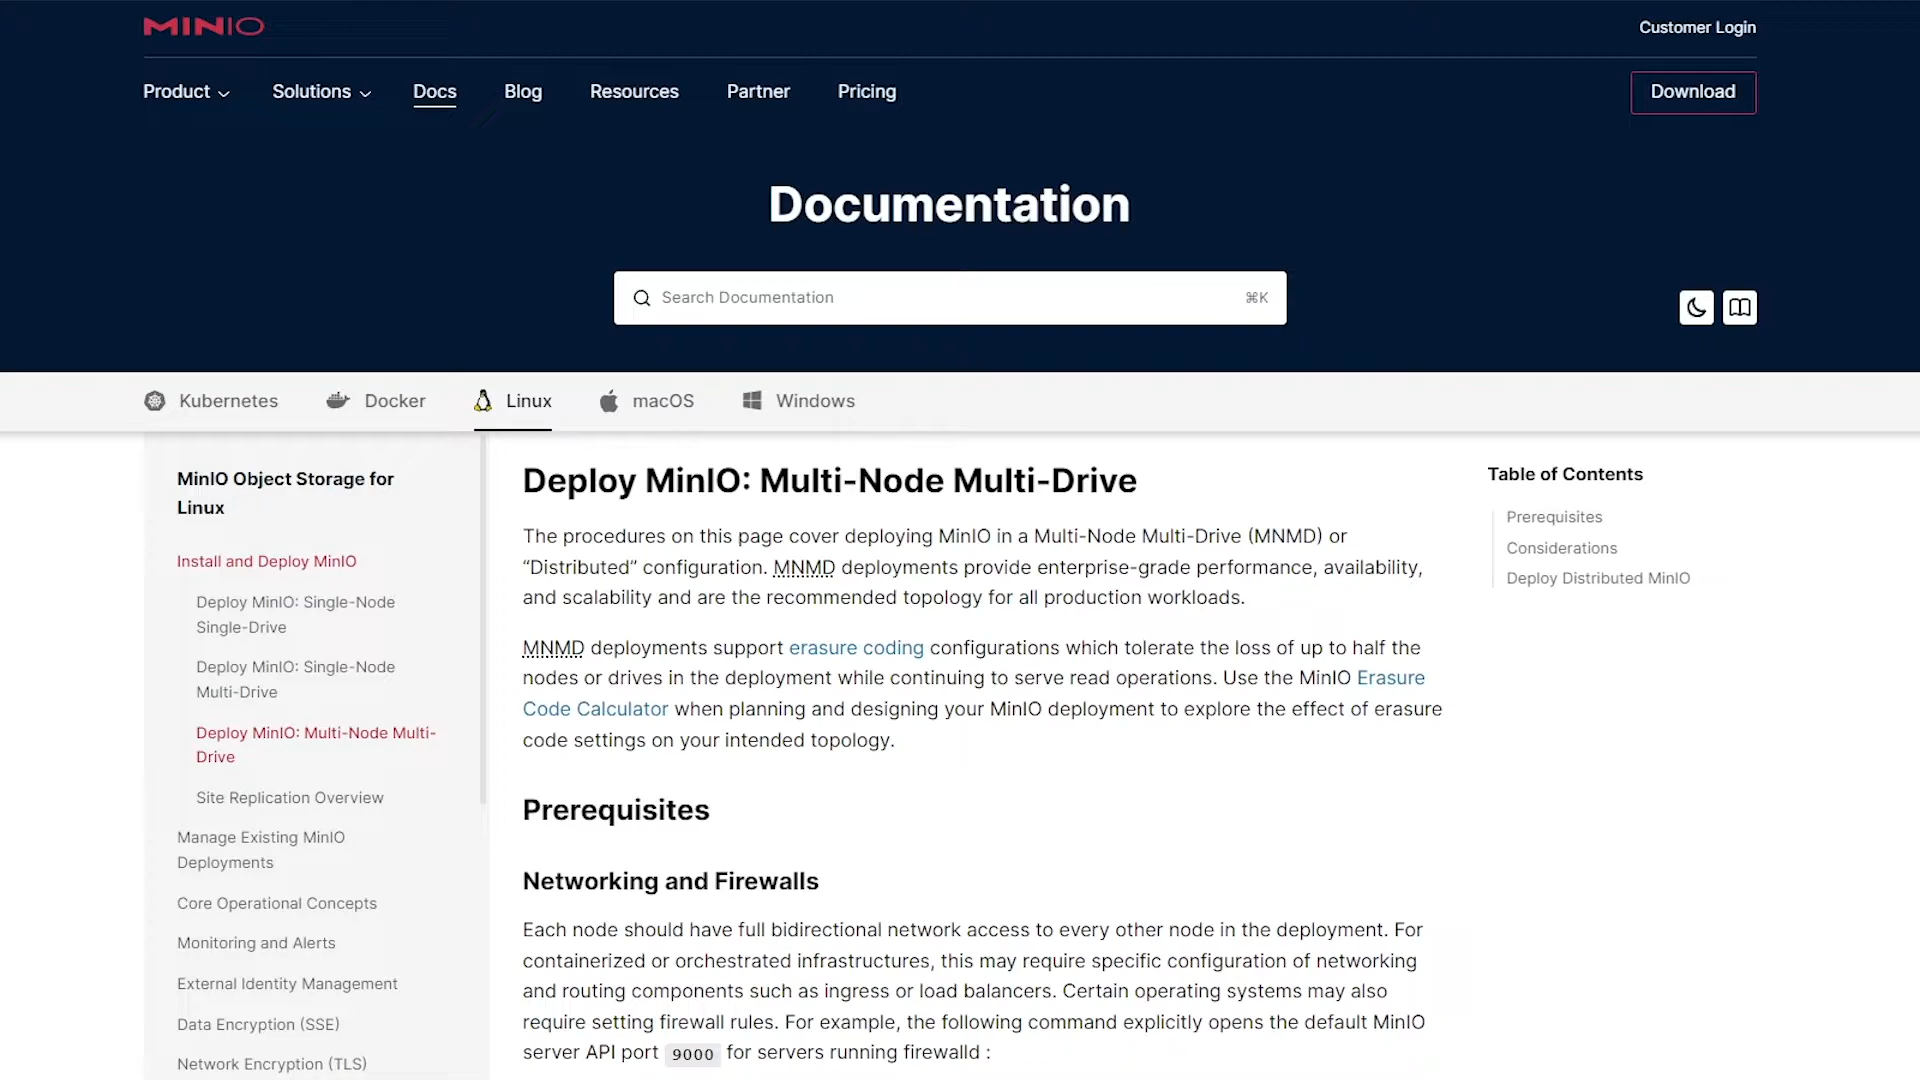 MINIO
Customer Login
Product
Solutions
Docs
Blog
Resources
Partner
Pricing
Download
Documentation
Search Documentation
⌘K
Kubernetes
Docker
Linux
macOS
Windows
MinIO Object Storage for
Linux
Install and Deploy MinIO
Deploy MinIO: Single-Node
Single-Drive
Deploy MinIO: Single-Node
Multi-Drive
Deploy MinIO: Multi-Node Multi-
Drive
Site Replication Overview
Manage Existing MinIO
Deployments
Core Operational Concepts
Monitoring and Alerts
External Identity Management
Data Encryption (SSE)
Network Encryption (TLS)
Deploy MinIO: Multi-Node Multi-Drive
The procedures on this page cover deploying MinIO in a Multi-Node Multi-Drive (MNMD) or
“Distributed” configuration. MNMD deployments provide enterprise-grade performance, availability,
and scalability and are the recommended topology for all production workloads.
MNMD deployments support erasure coding configurations which tolerate the loss of up to half the
nodes or drives in the deployment while continuing to serve read operations. Use the MinIO Erasure
Code Calculator when planning and designing your MinIO deployment to explore the effect of erasure
code settings on your intended topology.
Prerequisites
Networking and Firewalls
Each node should have full bidirectional network access to every other node in the deployment. For
containerized or orchestrated infrastructures, this may require specific configuration of networking
and routing components such as ingress or load balancers. Certain operating systems may also
require setting firewall rules. For example, the following command explicitly opens the default MinIO
server API port 9000 for servers running firewalld :
Table of Contents
Prerequisites
Considerations
Deploy Distributed MinIO